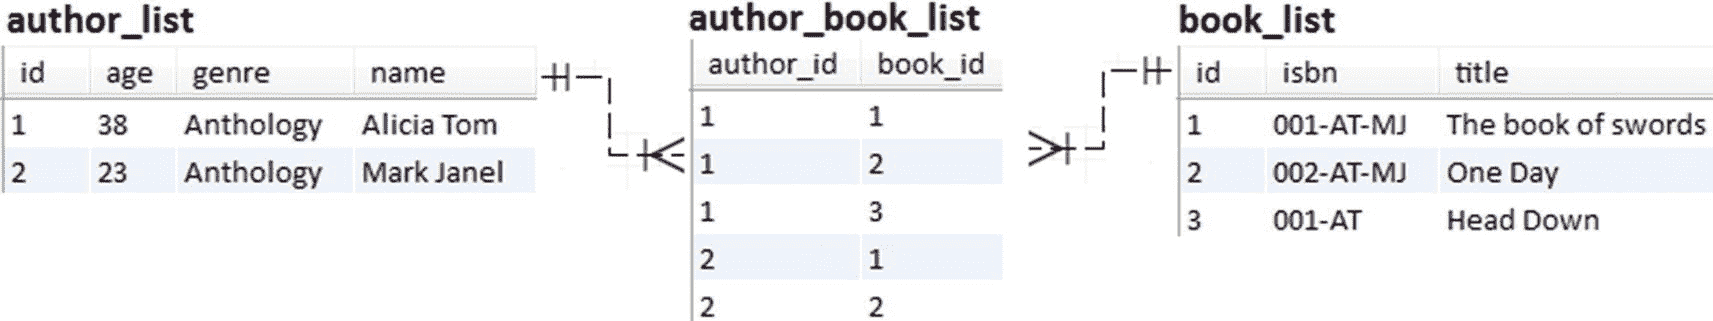 author_list
id age genre name
1 38 Anthology Alicia Tom
2 23 Anthology Mark Janel
author_book_list
author_id book_id
1 1
1 2
1 3
2 1
2 2
book_list
id isbn title
1 001-AT-MJ The book of swords
2 002-AT-MJ One Day
3 001-AT Head Down